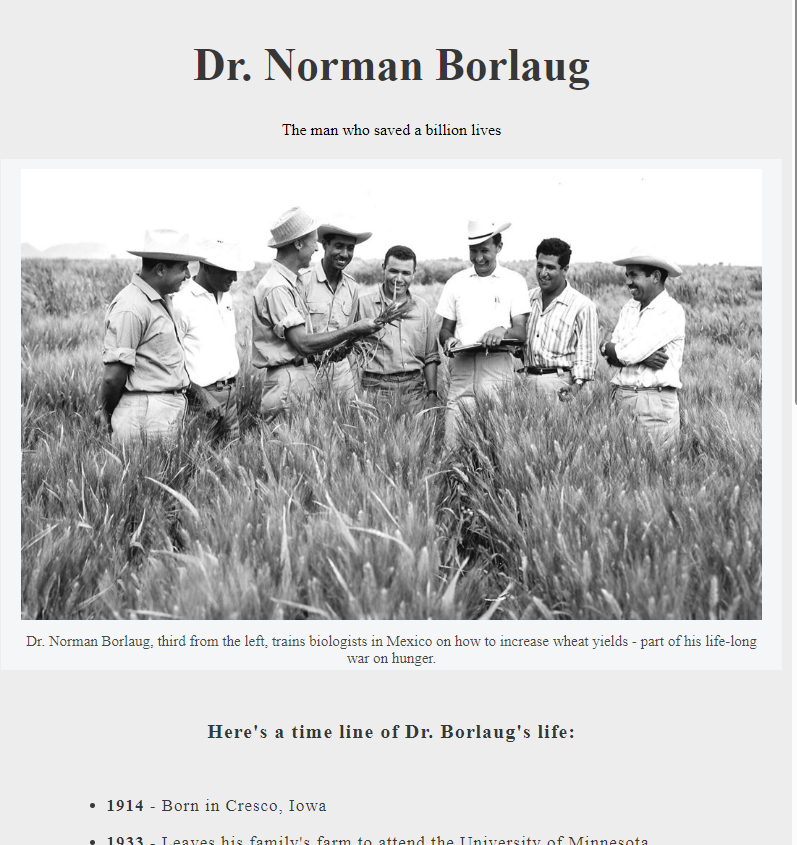 Dr. Norman Borlaug
The man who saved a billion lives
Dr. Norman Borlaug, third from the left, trains biologists in Mexico on how to increase wheat yields - part of his life-long
war on hunger.
Here's a time line of Dr. Borlaug's life:
• 1914 - Born in Cresco, Iowa
• 1933 - Leaves his family's farm to attend the University of Minnesota